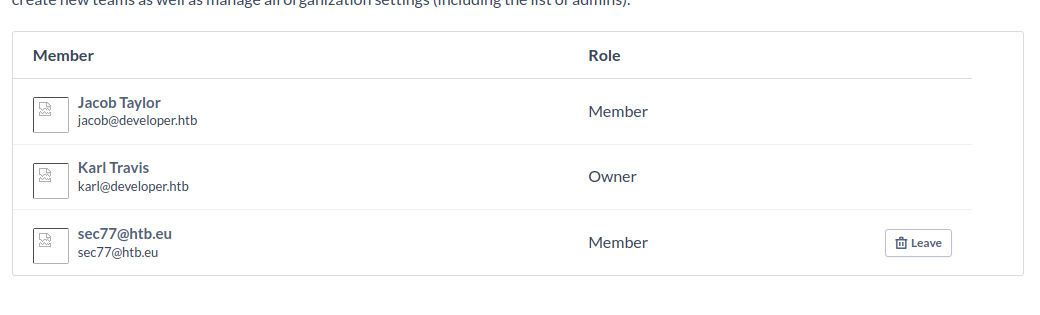 create new teams as well as manage all organization settings (including the list of admins).
Member Role
Jacob Taylor
jacob@developer.htb
Member
Karl Travis
karl@developer.htb
Owner
sec77@htb.eu
sec77@htb.eu
Member
Leave